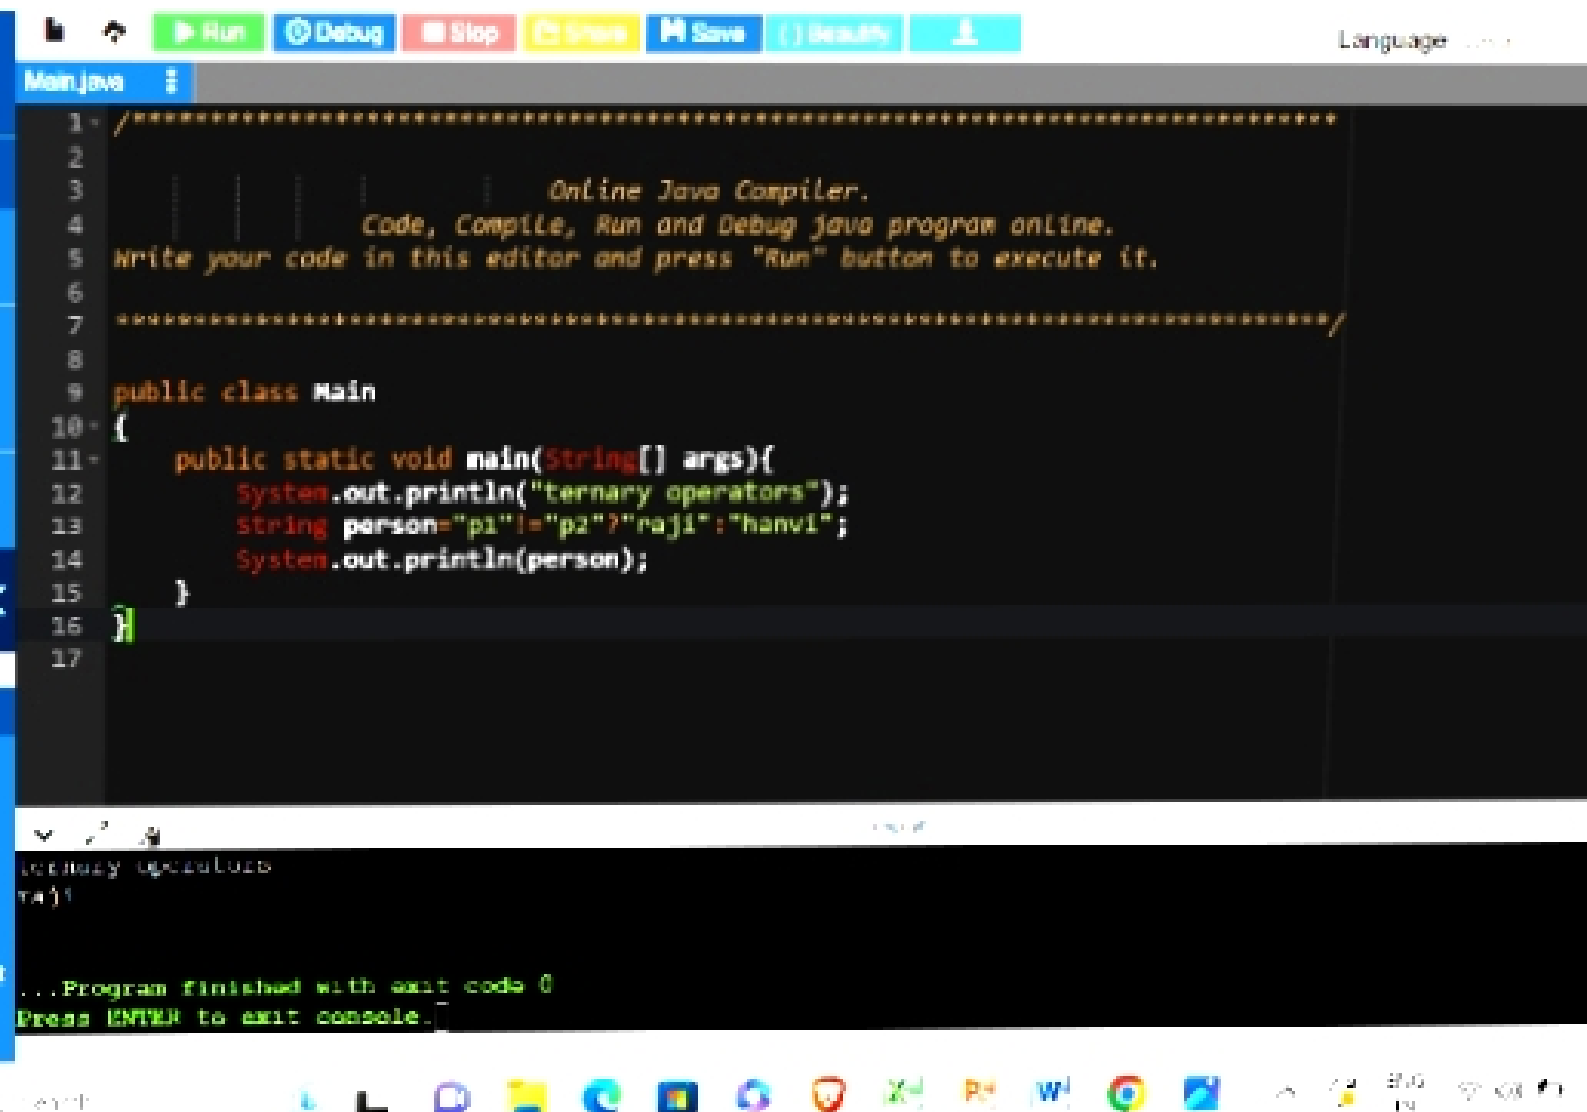 Run Debug Stop Share Save { } Beautify
Language
Main.java
1 /******************************************************************************
2
3 Online Java Compiler.
4 Code, Compile, Run and Debug java program online.
5 Write your code in this editor and press "Run" button to execute it.
6
7 *******************************************************************************/
8
9 public class Main
10 {
11 public static void main(String[] args){
12 System.out.println("ternary operators");
13 String person="p1"!="p2"?"raji":"hanvi";
14 System.out.println(person);
15 }
16 }
17
ternary operators
raji
...Program finished with exit code 0
Press ENTER to exit console.